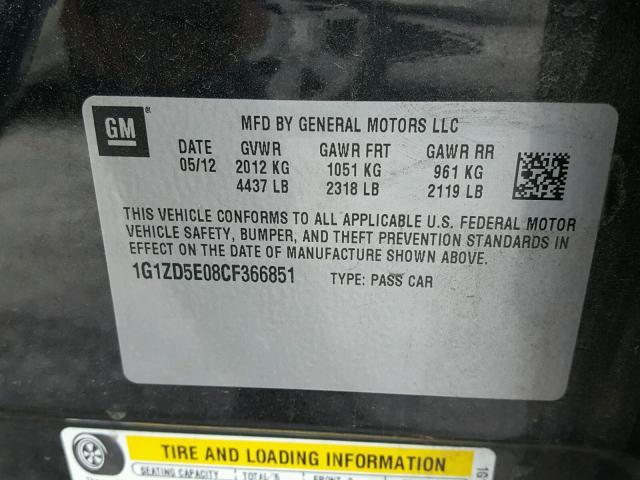 GM ®
MFD BY GENERAL MOTORS LLC
DATE GVWR GAWR FRT GAWR RR
05/12 2012 KG 1051 KG 961 KG
4437 LB 2318 LB 2119 LB
THIS VEHICLE CONFORMS TO ALL APPLICABLE U.S. FEDERAL MOTOR
VEHICLE SAFETY, BUMPER, AND THEFT PREVENTION STANDARDS IN
EFFECT ON THE DATE OF MANUFACTURE SHOWN ABOVE.
1G1ZD5E08CF366851 TYPE: PASS CAR
TIRE AND LOADING INFORMATION
SEATING CAPACITY